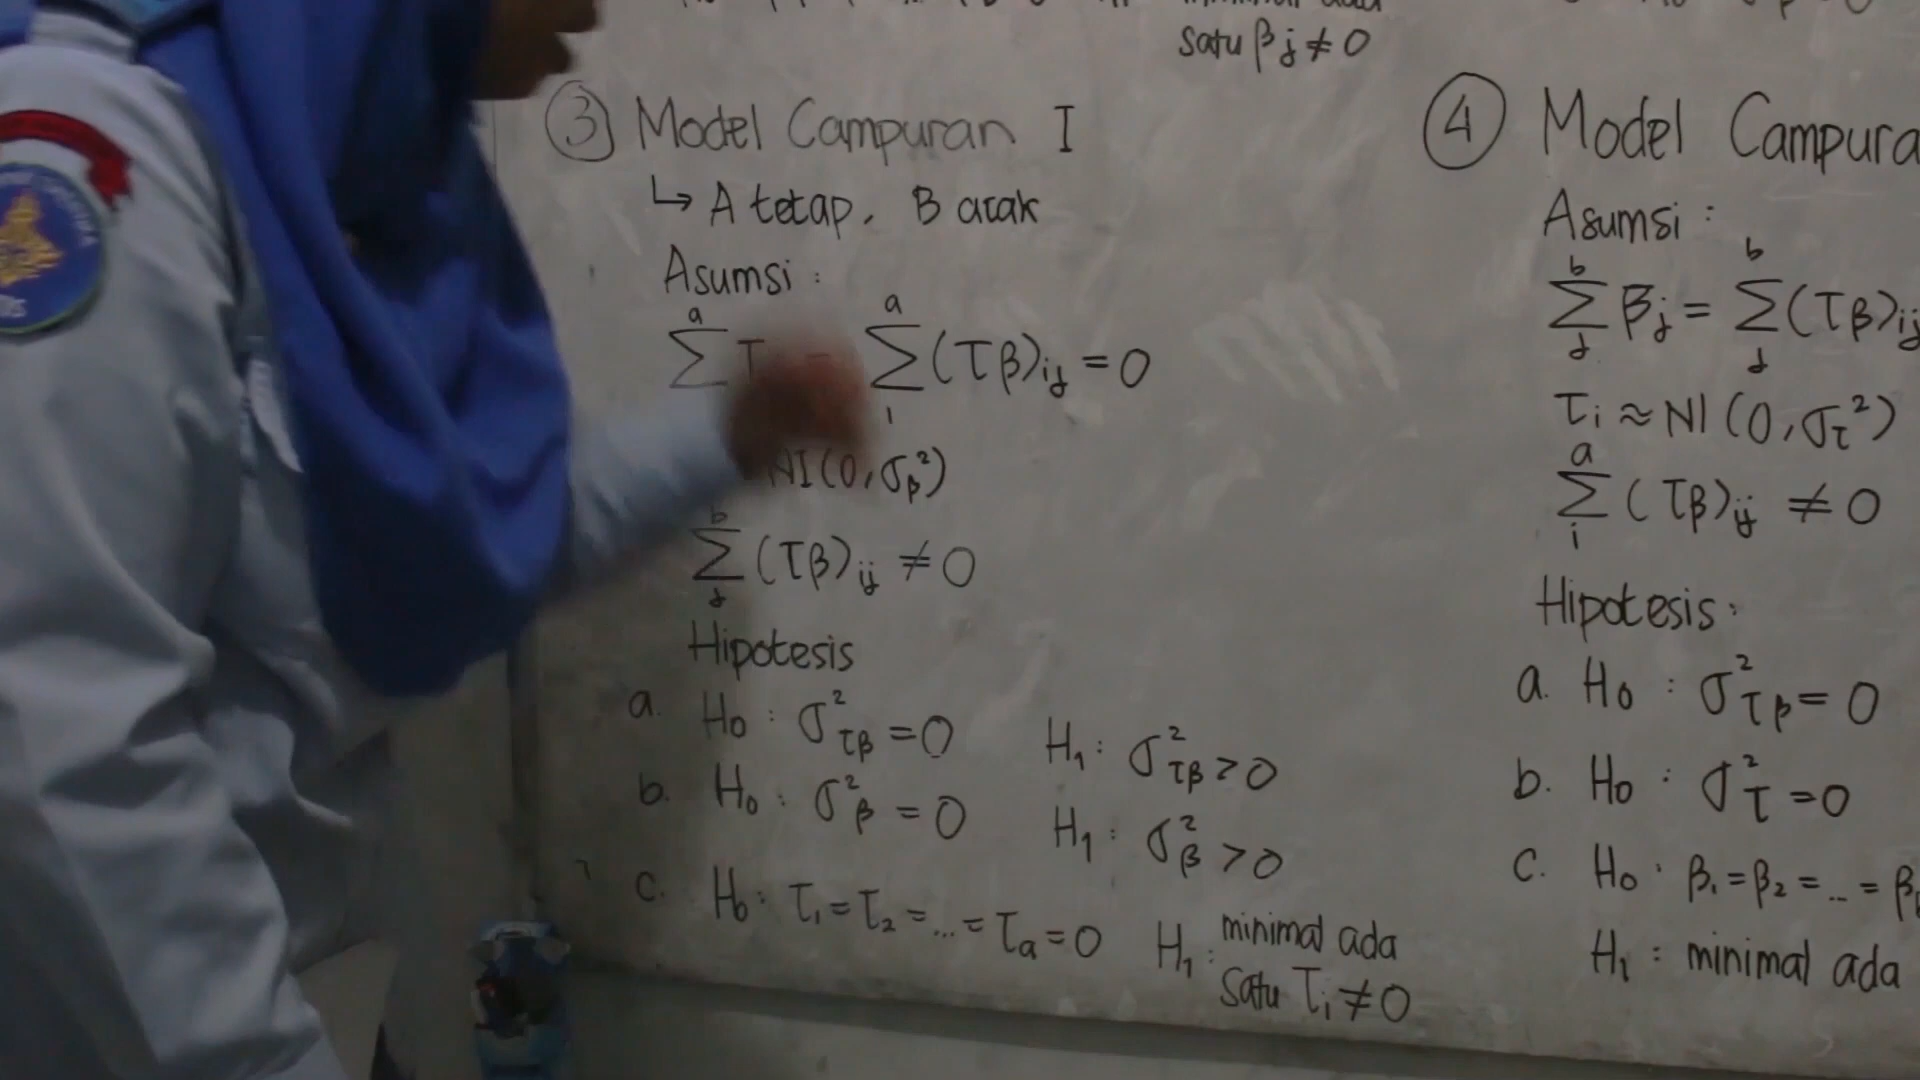 satu βj ≠ 0
③ Model Campuran I
↳ A tetap, B acak
Asumsi :
a a
∑ τ = ∑ (τβ)ij = 0
i
NI (0, σβ²)
b
∑ (τβ)ij ≠ 0
j
Hipotesis
a. H0 : σ²τβ = 0 H1 : σ²τβ > 0
b. H0 : σ²β = 0 H1 : σ²β > 0
c. H0 : τ1 = τ2 = ... = τa = 0 H1 : minimal ada
satu τi ≠ 0
④ Model Campura
Asumsi :
b b
∑ βj = ∑ (τβ)ij
j j
τi ≈ NI (0, στ²)
a
∑ (τβ)ij ≠ 0
i
Hipotesis :
a. H0 : σ²τβ = 0
b. H0 : σ²τ = 0
c. H0 : β1 = β2 = ... = β
H1 : minimal ada